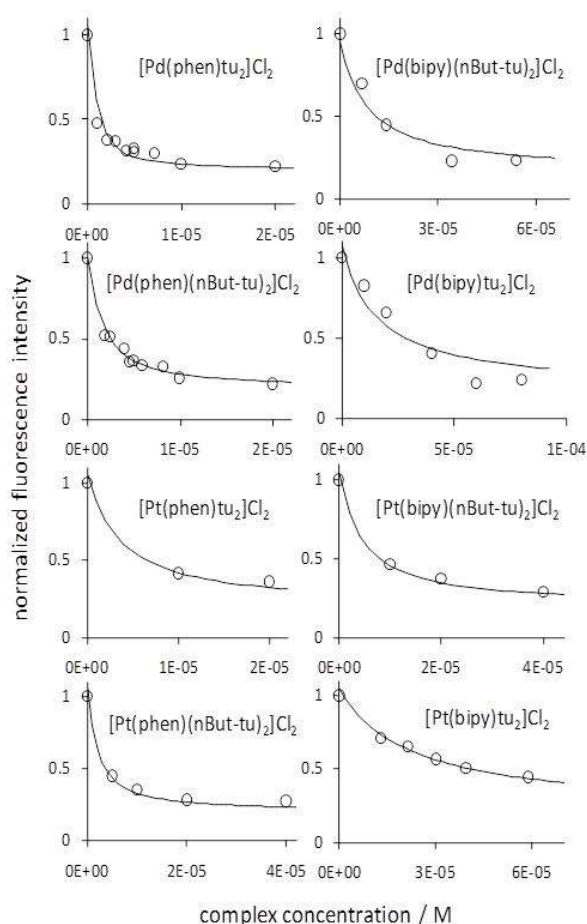 normalized fluorescence intensity
[Pd(phen)tu₂]Cl₂
1
0.5
0
0E+00 1E-05 2E-05
[Pd(bipy)(nBut-tu)₂]Cl₂
1
0.5
0
0E+00 3E-05 6E-05
[Pd(phen)(nBut-tu)₂]Cl₂
1
0.5
0
0E+00 1E-05 2E-05
[Pd(bipy)tu₂]Cl₂
1
0.5
0
0E+00 5E-05 1E-04
[Pt(phen)tu₂]Cl₂
1
0.5
0
0E+00 1E-05 2E-05
[Pt(bipy)(nBut-tu)₂]Cl₂
1
0.5
0
0E+00 2E-05 4E-05
[Pt(phen)(nBut-tu)₂]Cl₂
1
0.5
0
0E+00 2E-05 4E-05
[Pt(bipy)tu₂]Cl₂
1
0.5
0
0E+00 3E-05 6E-05
complex concentration / M